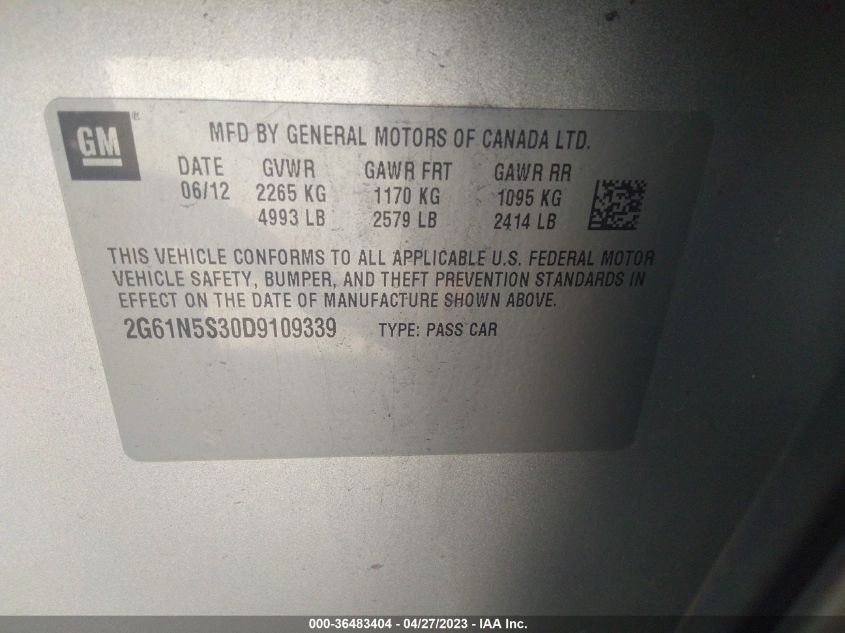 GM®
MFD BY GENERAL MOTORS OF CANADA LTD.
DATE GVWR GAWR FRT GAWR RR
06/12 2265 KG 1170 KG 1095 KG
4993 LB 2579 LB 2414 LB
THIS VEHICLE CONFORMS TO ALL APPLICABLE U.S. FEDERAL MOTOR
VEHICLE SAFETY, BUMPER, AND THEFT PREVENTION STANDARDS IN
EFFECT ON THE DATE OF MANUFACTURE SHOWN ABOVE.
2G61N5S30D9109339 TYPE: PASS CAR
000-36483404 - 04/27/2023 - IAA Inc.